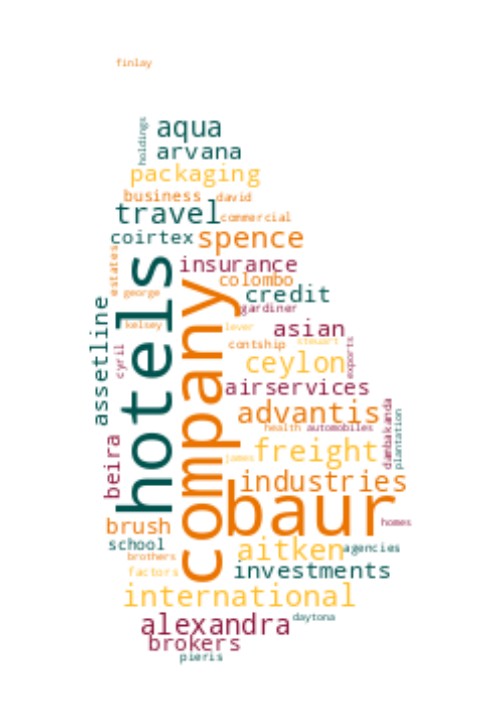 finlay
holdings
aqua
arvana
packaging
business
david
travel
commercial
coirtex
spence
estates
insurance
hotels
company
colombo
george
credit
gardiner
assetline
kelsey
lever
asian
stewart
cyril
contship
exports
ceylon
airservices
advantis
dambakanda
plantation
health
automobiles
beira
freight
james
industries
baur
homes
brush
school
aitken
agencies
brothers
factors
investments
international
daytona
alexandra
brokers
pieris